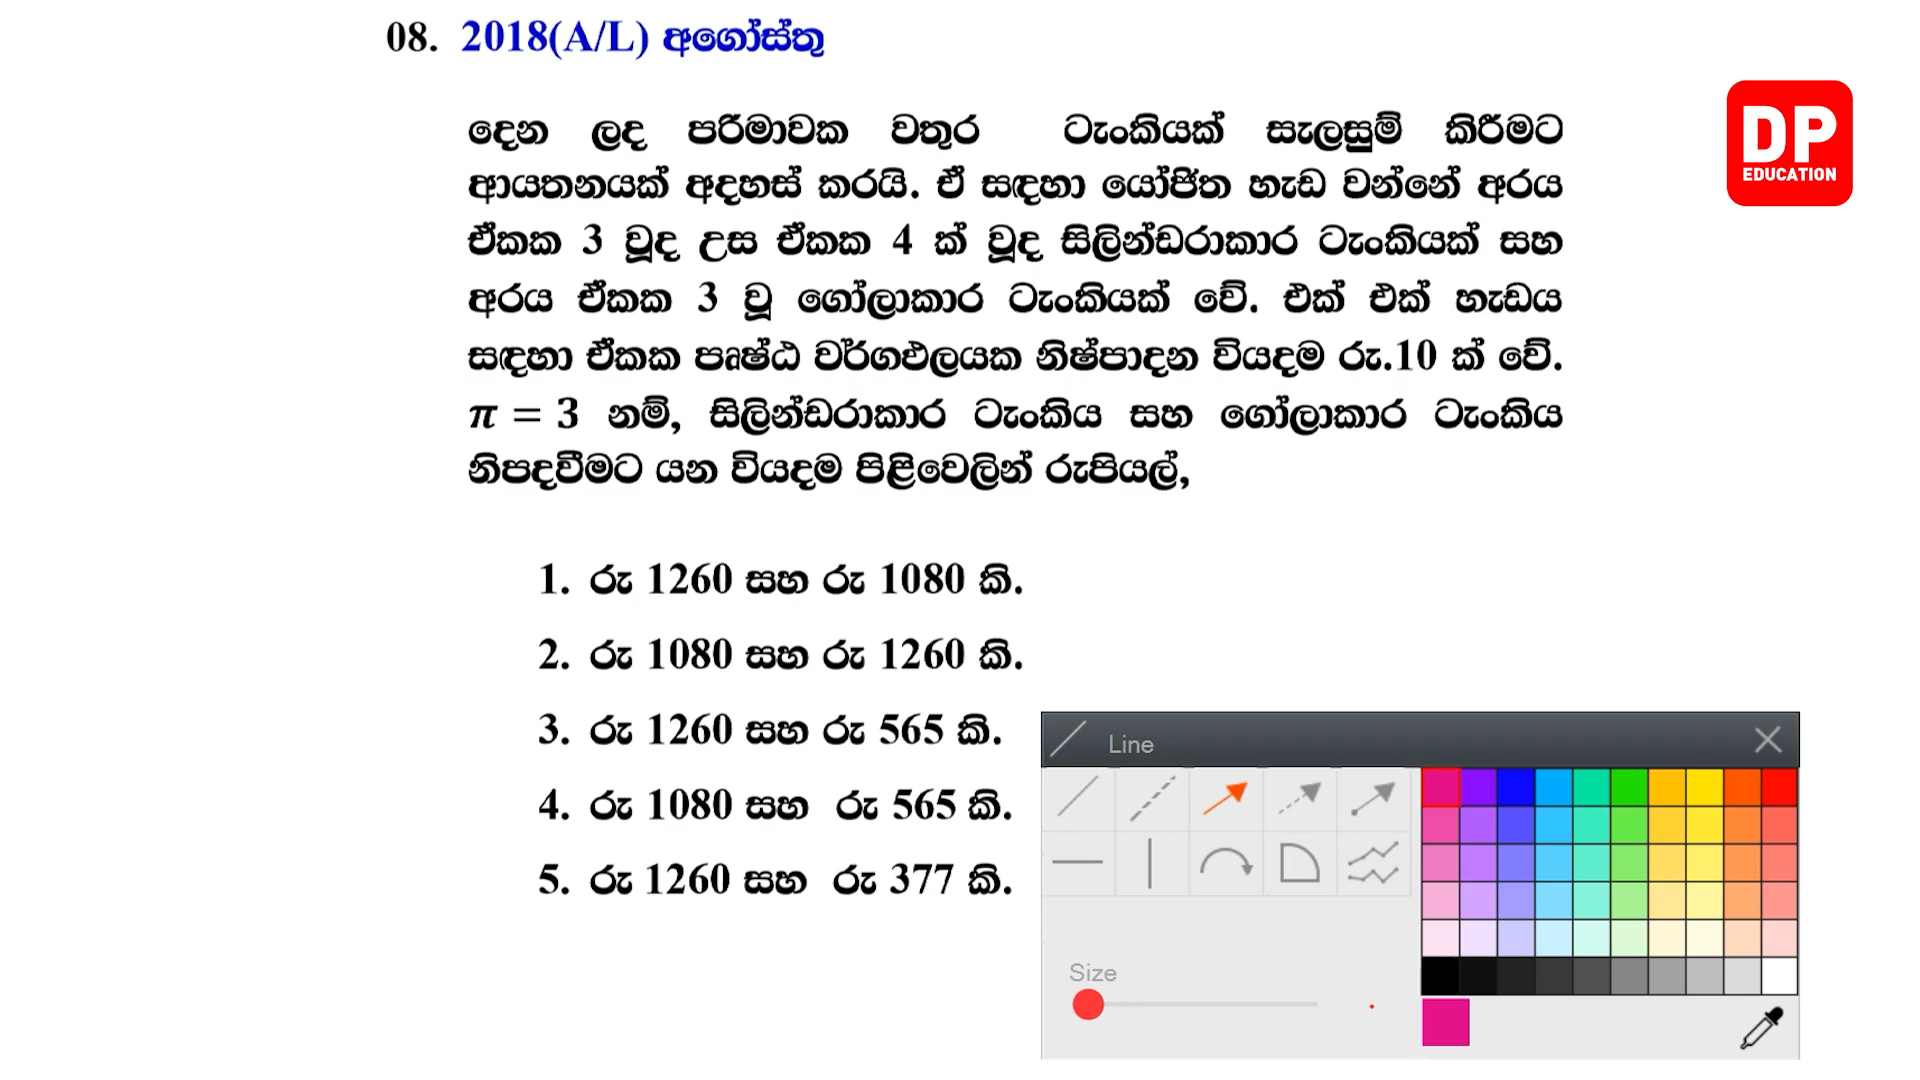 08. 2018(A/L) අගෝස්තු
DP
EDUCATION
දෙන ලද පරිමාවක වතුර ටැංකියක් සැලසුම් කිරීමට
ආයතනයක් අදහස් කරයි. ඒ සඳහා යෝජිත හැඩ වන්නේ අරය
ඒකක 3 වූද උස ඒකක 4 ක් වූද සිලින්ඩරාකාර ටැංකියක් සහ
අරය ඒකක 3 වූ ගෝලාකාර ටැංකියක් වේ. එක් එක් හැඩය
සඳහා ඒකක පෘෂ්ඨ වර්ගඵලයක නිෂ්පාදන වියදම රු.10 ක් වේ.
π = 3 නම්, සිලින්ඩරාකාර ටැංකිය සහ ගෝලාකාර ටැංකිය
නිපදවීමට යන වියදම පිළිවෙලින් රුපියල්,
1. රු 1260 සහ රු 1080 කි.
2. රු 1080 සහ රු 1260 කි.
3. රු 1260 සහ රු 565 කි.
4. රු 1080 සහ රු 565 කි.
5. රු 1260 සහ රු 377 කි.
Line
Size